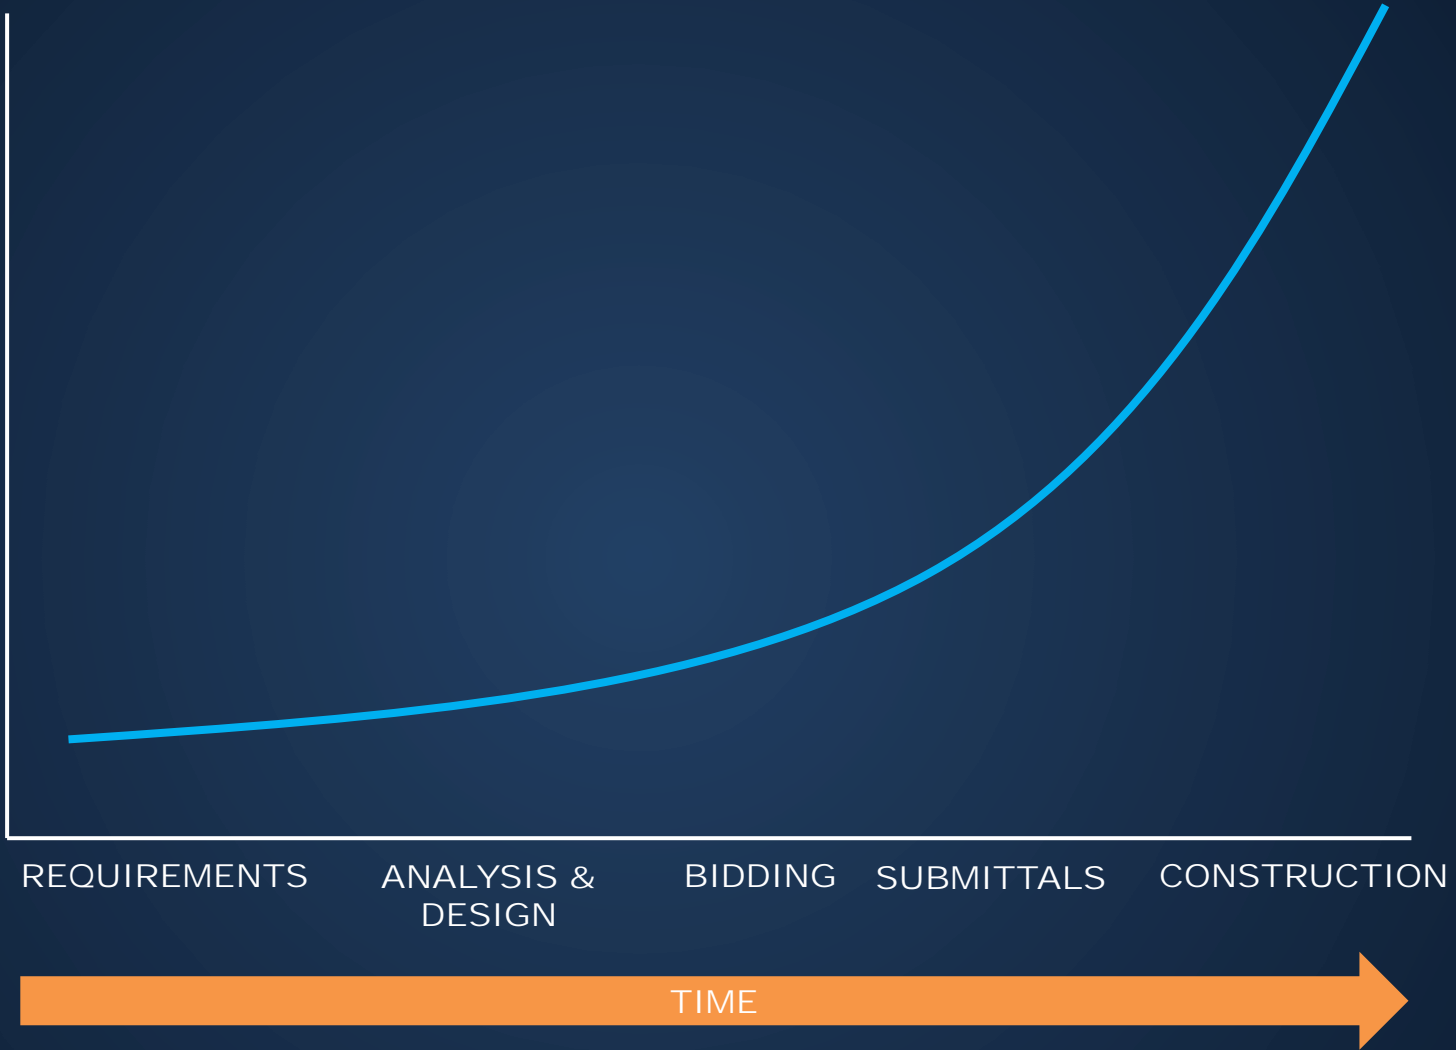 REQUIREMENTS
ANALYSIS &
DESIGN
BIDDING
SUBMITTALS
CONSTRUCTION
TIME